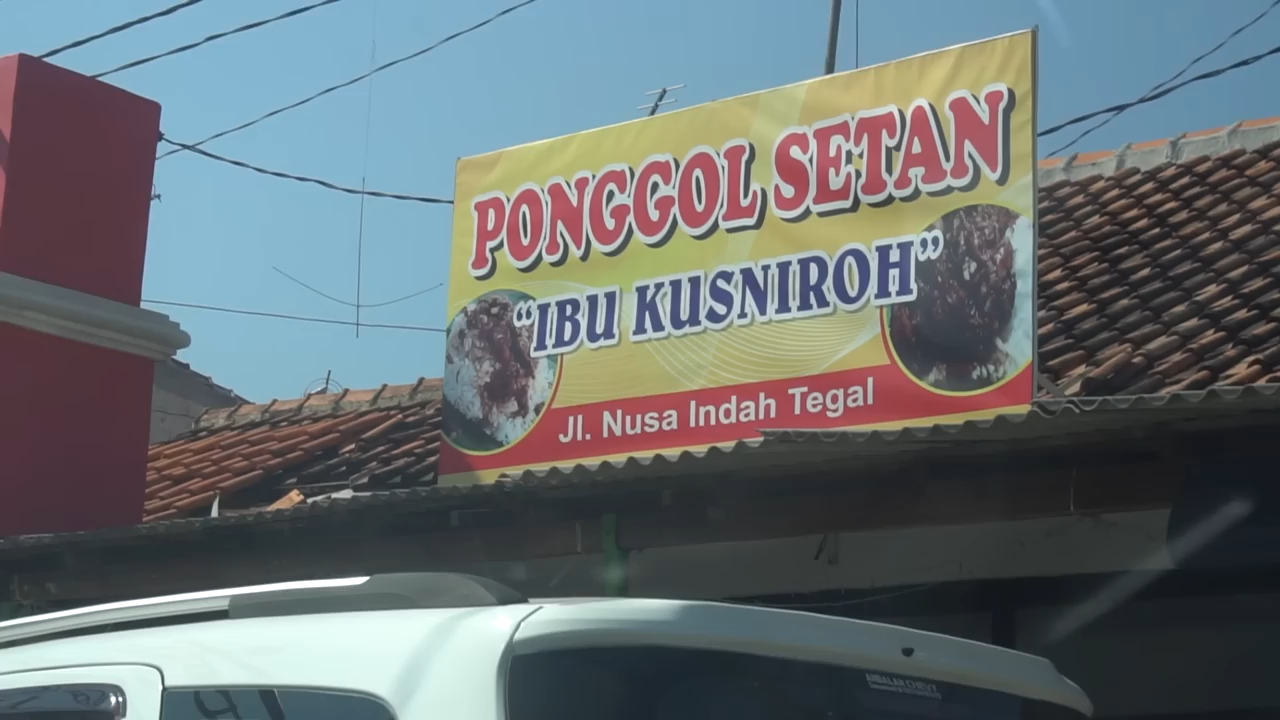 PONGGOL SETAN
“IBU KUSNIROH”
Jl. Nusa Indah Tegal